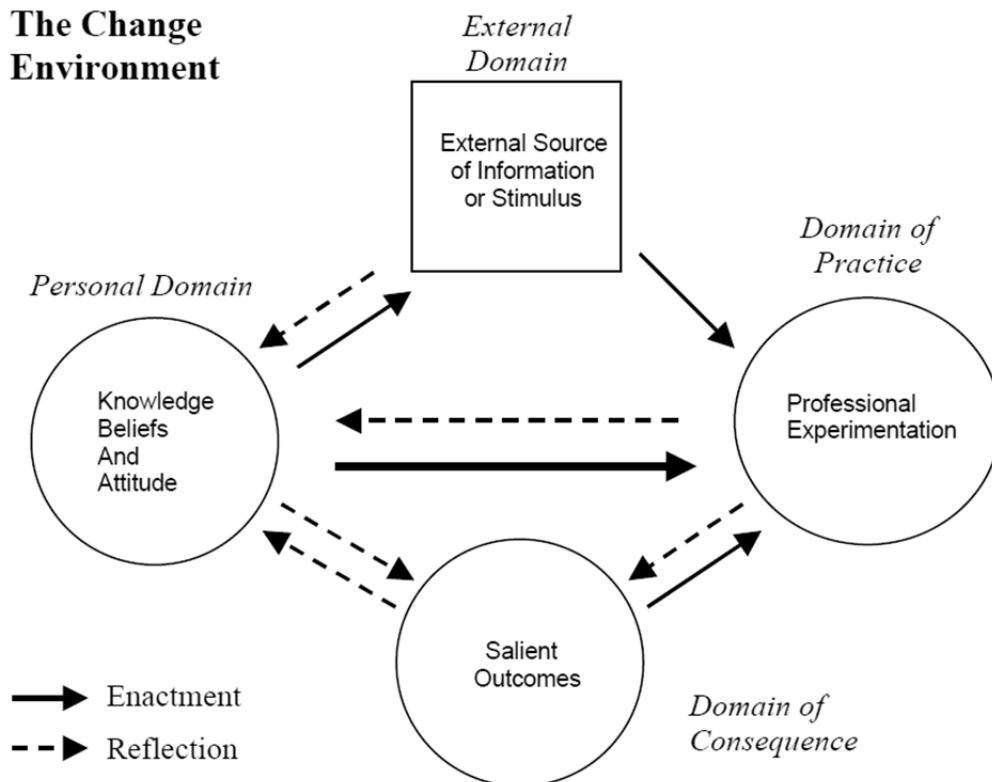 The Change
Environment
External
Domain
External Source
of Information
or Stimulus
Domain of
Practice
Personal Domain
Knowledge
Beliefs
And
Attitude
Professional
Experimentation
Salient
Outcomes
Enactment
Reflection
Domain of
Consequence